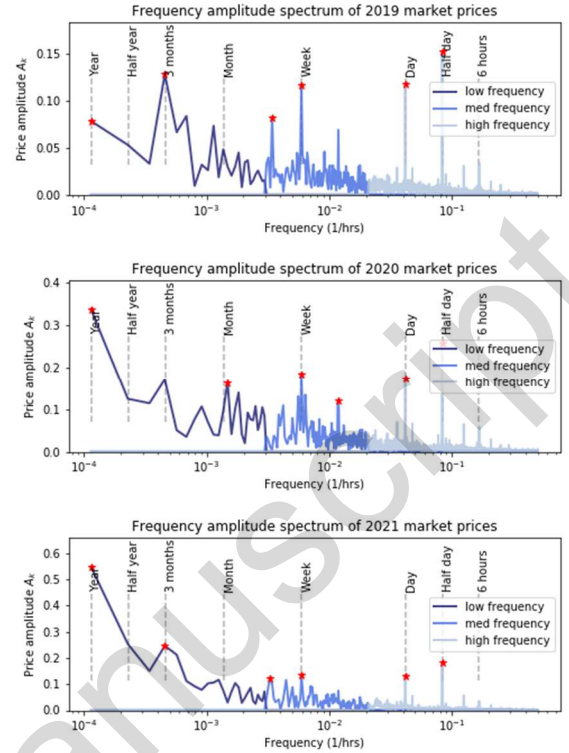 Frequency amplitude spectrum of 2019 market prices
Price amplitude Aₖ
0.15
0.10
0.05
0.00
Year
Half year
3 months
Month
Week
Day
Half day
6 hours
low frequency
med frequency
high frequency
10⁻⁴
10⁻³
10⁻²
10⁻¹
Frequency (1/hrs)
Frequency amplitude spectrum of 2020 market prices
Price amplitude Aₖ
0.4
0.3
0.2
0.1
0.0
Year
Half year
3 months
Month
Week
Day
Half day
6 hours
low frequency
med frequency
high frequency
10⁻⁴
10⁻³
10⁻²
10⁻¹
Frequency (1/hrs)
Frequency amplitude spectrum of 2021 market prices
Price amplitude Aₖ
0.6
0.5
0.4
0.3
0.2
0.1
0.0
Year
Half year
3 months
Month
Week
Day
Half day
6 hours
low frequency
med frequency
high frequency
10⁻⁴
10⁻³
10⁻²
10⁻¹
Frequency (1/hrs)
anuscript